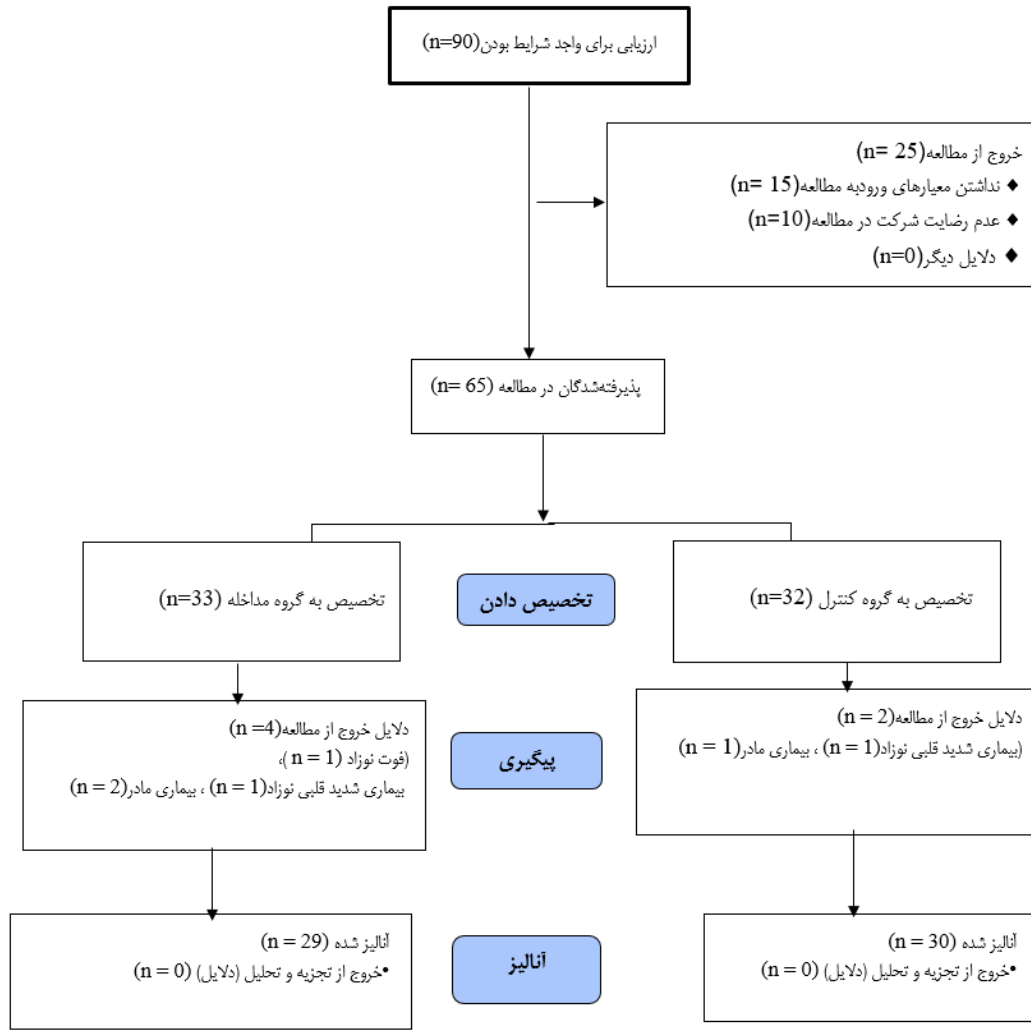 ارزیابی برای واجد شرایط بودن(n=90)
خروج از مطالعه(n= 25)
♦ نداشتن معیارهای ورودبه مطالعه(n= 15)
♦ عدم رضایت شرکت در مطالعه(n=10)
♦ دلایل دیگر(n=0)
پذیرفته‌شدگان در مطالعه (n= 65)
تخصیص به گروه کنترل (n=32)
تخصیص دادن
تخصیص به گروه مداخله (n=33)
دلایل خروج از مطالعه(n = 2)
(بیماری شدید قلبی نوزاد(n = 1) ، بیماری مادر(n = 1)
پیگیری
دلایل خروج از مطالعه(n =4)
(فوت نوزاد (n = 1 )،
بیماری شدید قلبی نوزاد(n = 1) ، بیماری مادر(n = 2)
آنالیز شده (n = 30)
•خروج از تجزیه و تحلیل (دلایل) (n = 0)
آنالیز
آنالیز شده (n = 29)
•خروج از تجزیه و تحلیل (دلایل) (n = 0)